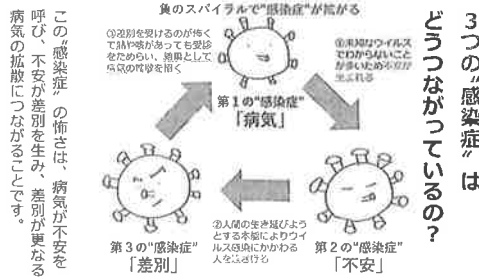 3つの"感染症"は
どうつながっているの?
負のスパイラルで"感染症"が拡がる
①未知なウイルス
でわからないこと
が多いため不安が
生まれる
③差別を受けるのが怖く
て熱や咳があっても受診
をためらい、結果として
病気の拡散を招く
第1の"感染症"
「病気」
②人間の生き延びよう
とする本能によりウイ
ルス感染にかかわる
人を遠ざける
第2の"感染症"
「不安」
第3の"感染症"
「差別」
この"感染症"の怖さは、病気が不安を
呼び、不安が差別を生み、差別が更なる
病気の拡散につながることです。